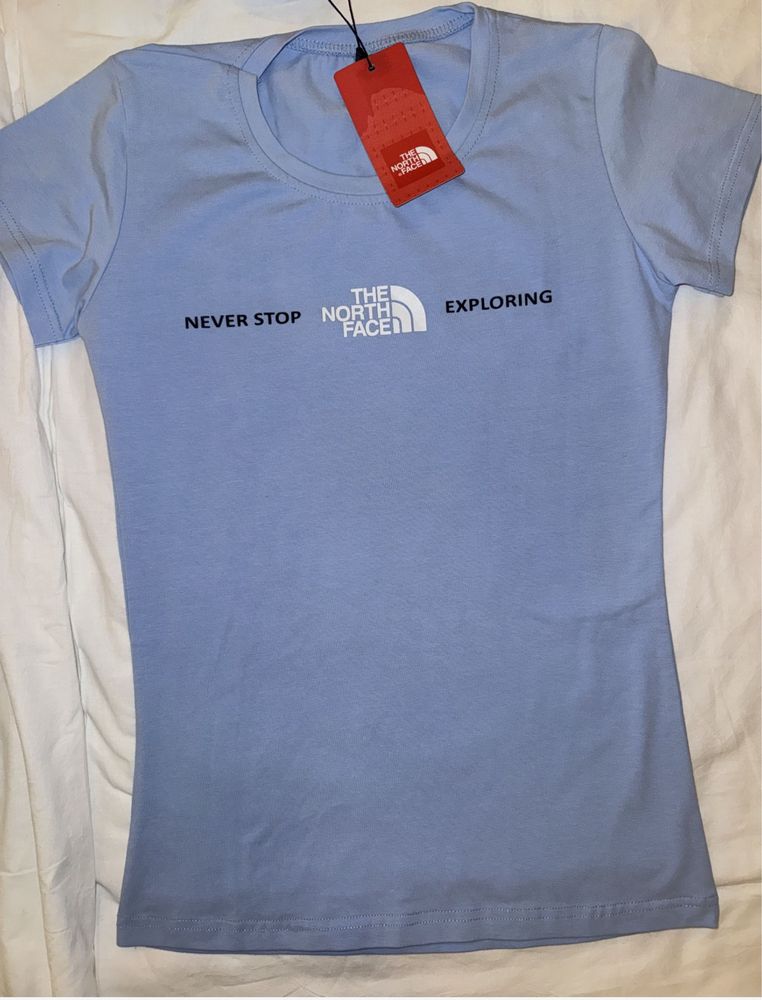 THE
NORTH
FACE
NEVER STOP
THE
NORTH
FACE
EXPLORING